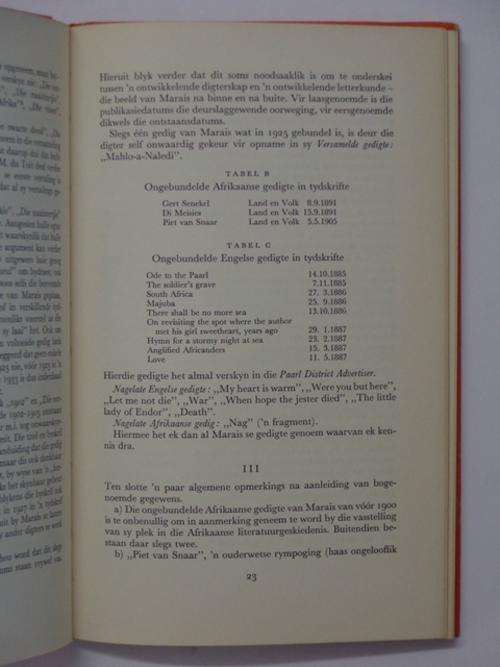 Hieruit blyk verder dat dit soms noodsaaklik is om te onderskei
tussen 'n ontwikkelende digterskap en 'n ontwikkelende letterkunde –
die beeld van Marais na binne en na buite. Vir laasgenoemde is die
publikasiedatums die deurslaggewende oorweging, vir eersgenoemde
dikwels die ontstaansdatums.
Slegs één gedig van Marais wat in 1925 gebundel is, is deur die
digter self onwaardig gekeur vir opname in sy Versamelde gedigte:
„Mahlo-a-Naledi”.
TABEL B
Ongebundelde Afrikaanse gedigte in tydskrifte
Gert Senekel Land en Volk 8.9.1891
Di Meisies Land en Volk 15.9.1891
Piet van Snaar Land en Volk 5.5.1905
TABEL C
Ongebundelde Engelse gedigte in tydskrifte
Ode to the Paarl 14.10.1885
The soldier's grave 7.11.1885
South Africa 27. 3.1886
Majuba 25. 9.1886
There shall be no more sea 13.10.1886
On revisiting the spot where the author
met his girl sweetheart, years ago 29. 1.1887
Hymn for a stormy night at sea 23. 2.1887
Anglified Africanders 15. 3.1887
Love 11. 5.1887
Hierdie gedigte het almal verskyn in die Paarl District Advertiser.
Nagelate Engelse gedigte: „My heart is warm”, „Were you but here”,
„Let me not die”, „War”, „When hope the jester died”, „The little
lady of Endor”, „Death”.
Nagelate Afrikaanse gedig: „Nag” ('n fragment).
Hiermee het ek dan al Marais se gedigte genoem waarvan ek ken-
nis dra.
III
Ten slotte 'n paar algemene opmerkings na aanleiding van boge-
noemde gegewens.
a) Die ongebundelde Afrikaanse gedigte van Marais van vóór 1900
is te onbenullig om in aanmerking geneem te word by die vasstelling
van sy plek in die Afrikaanse literatuurgeskiedenis. Buitendien be-
staan daar slegs twee.
b) „Piet van Snaar”, 'n ouderwetse rympoging (baas ongelooflik
23